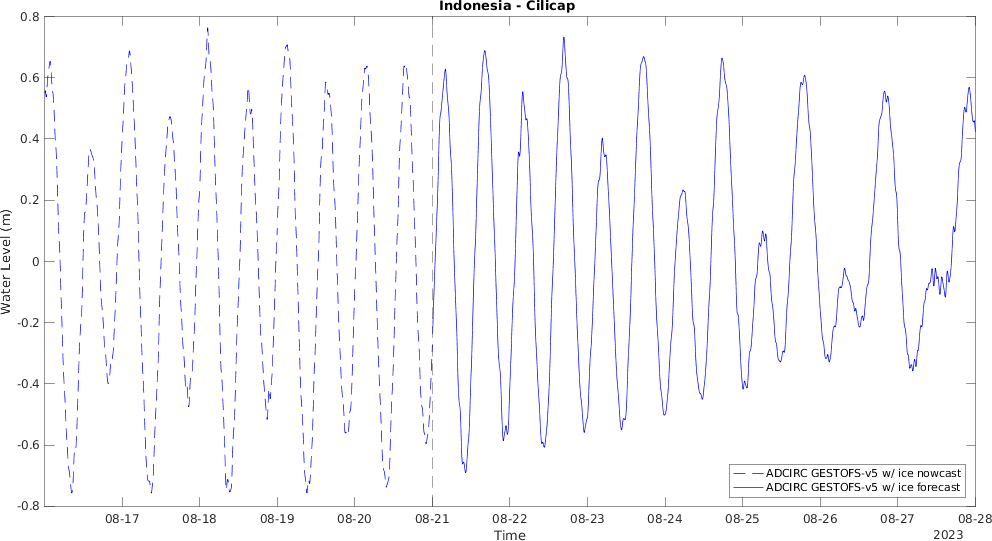 Indonesia - Cilicap
Water Level (m)
0.8
0.6
0.4
0.2
0
-0.2
-0.4
-0.6
-0.8
ADCIRC GESTOFS-v5 w/ ice nowcast
ADCIRC GESTOFS-v5 w/ ice forecast
08-17 08-18 08-19 08-20 08-21 08-22 08-23 08-24 08-25 08-26 08-27 08-28
Time
2023